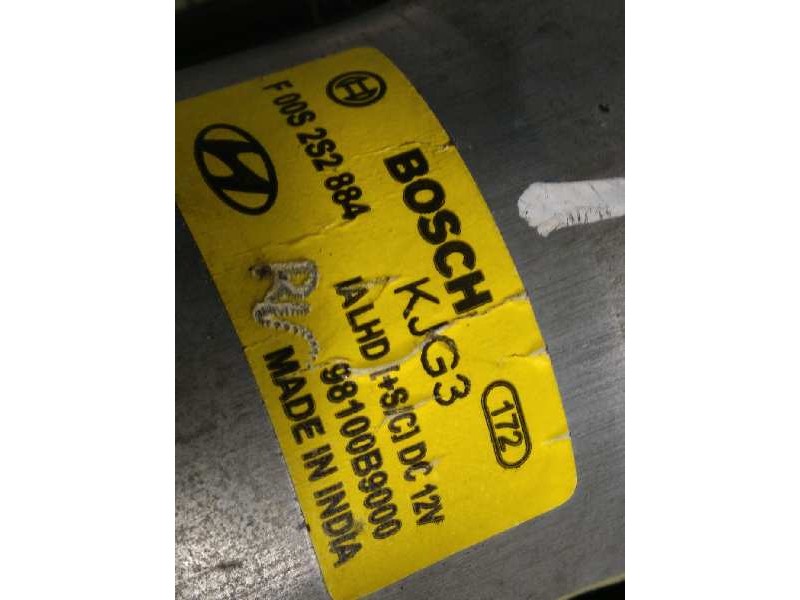 F 00S 2S2 884
BOSCH
KJG3
IA LHD [+S/C] DC 12V
98100B9000
MADE IN INDIA
172